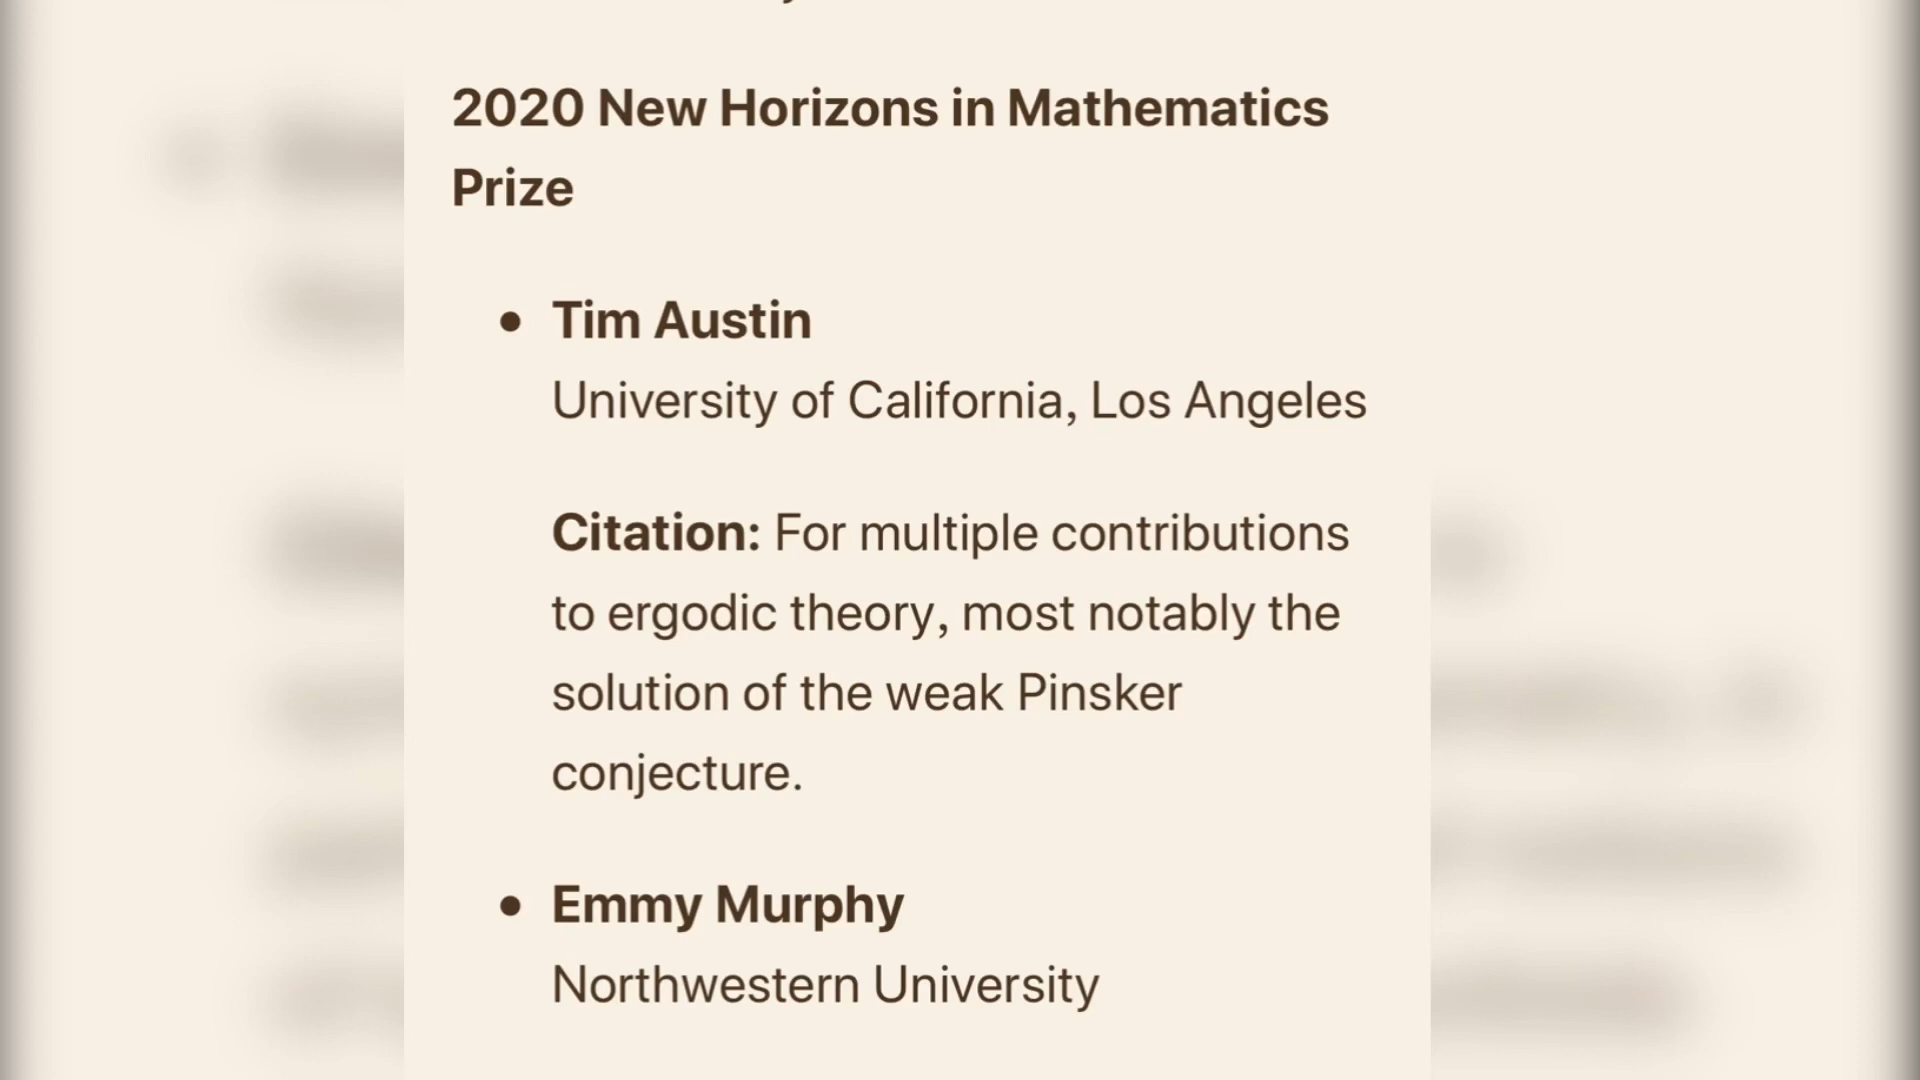 2020 New Horizons in Mathematics
Prize
• Tim Austin
University of California, Los Angeles
Citation: For multiple contributions
to ergodic theory, most notably the
solution of the weak Pinsker
conjecture.
• Emmy Murphy
Northwestern University